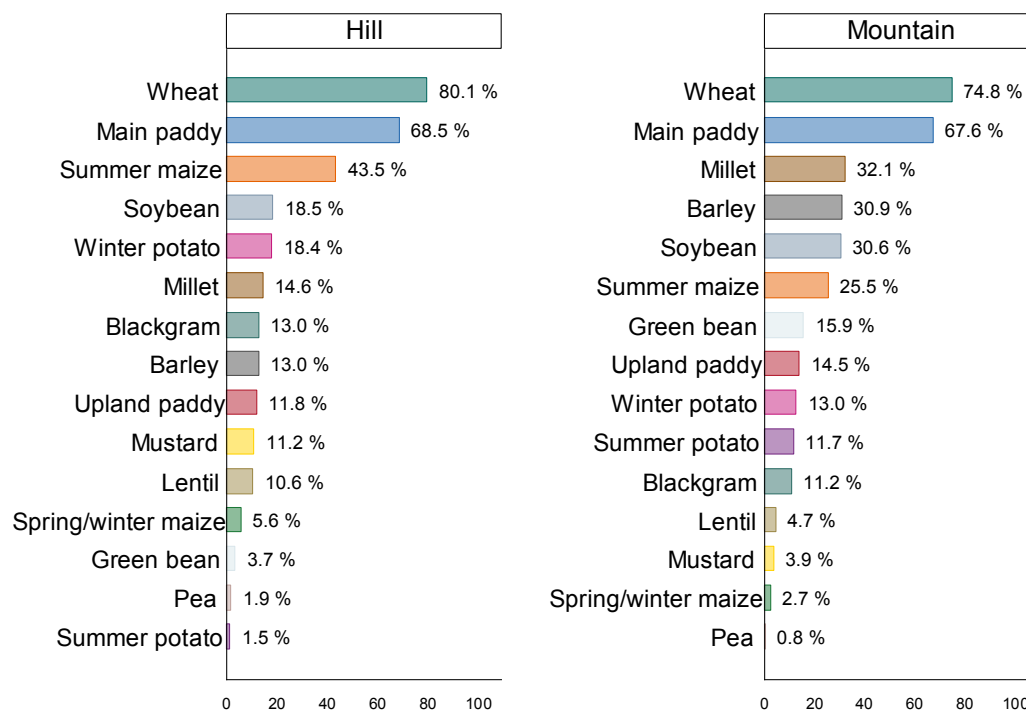 Hill
Wheat 80.1 %
Main paddy 68.5 %
Summer maize 43.5 %
Soybean 18.5 %
Winter potato 18.4 %
Millet 14.6 %
Blackgram 13.0 %
Barley 13.0 %
Upland paddy 11.8 %
Mustard 11.2 %
Lentil 10.6 %
Spring/winter maize 5.6 %
Green bean 3.7 %
Pea 1.9 %
Summer potato 1.5 %
0 20 40 60 80 100
Mountain
Wheat 74.8 %
Main paddy 67.6 %
Millet 32.1 %
Barley 30.9 %
Soybean 30.6 %
Summer maize 25.5 %
Green bean 15.9 %
Upland paddy 14.5 %
Winter potato 13.0 %
Summer potato 11.7 %
Blackgram 11.2 %
Lentil 4.7 %
Mustard 3.9 %
Spring/winter maize 2.7 %
Pea 0.8 %
0 20 40 60 80 100